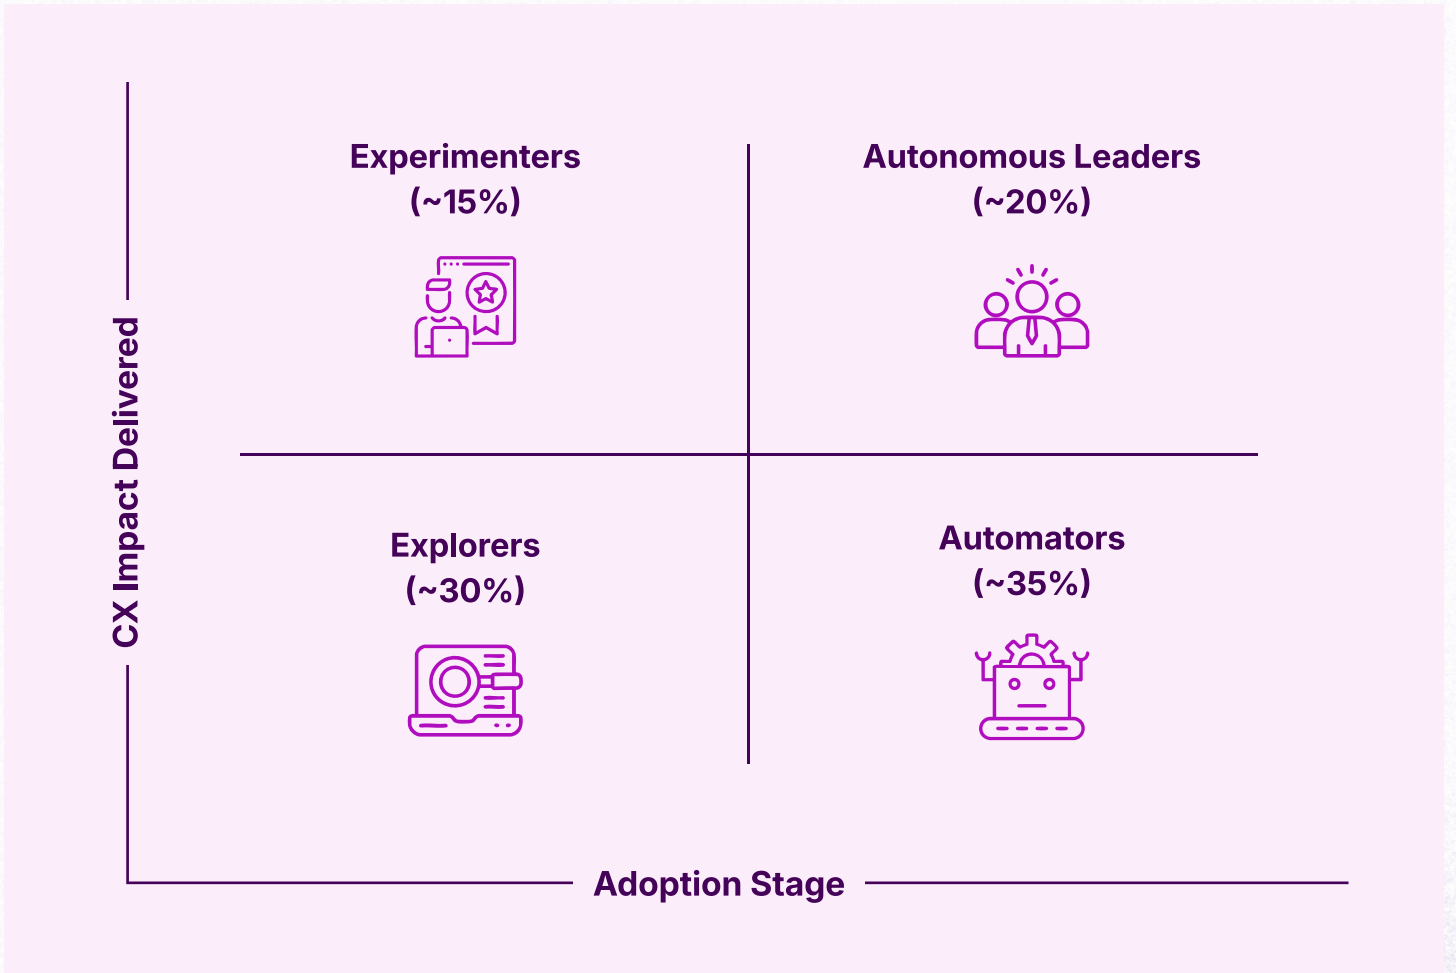 Experimenters
(~15%)
Autonomous Leaders
(~20%)
CX Impact Delivered
Explorers
(~30%)
Automators
(~35%)
Adoption Stage